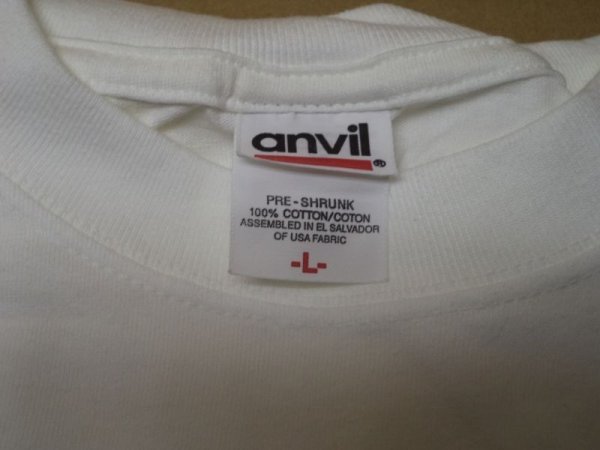 anvil®
PRE-SHRUNK
100% COTTON/COTON
ASSEMBLED IN EL SALVADOR
OF USA FABRIC
-L-